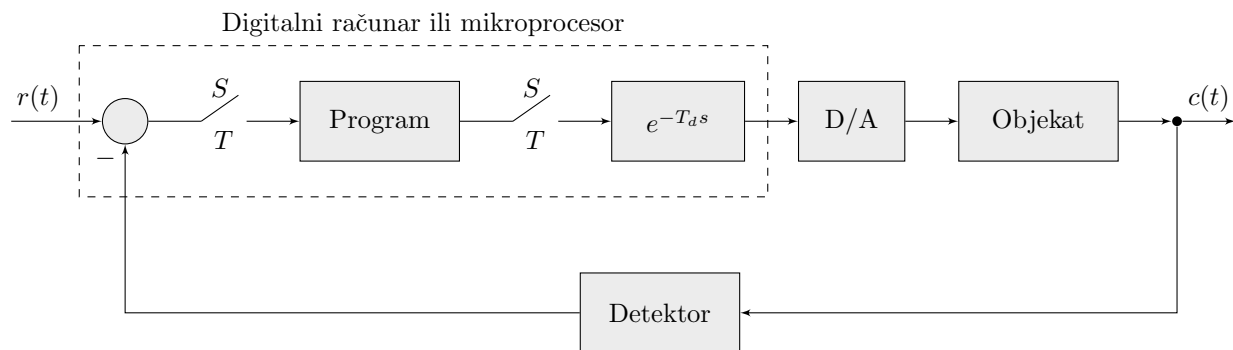 Digitalni računar ili mikroprocesor
r(t)
S
T
Program
S
T
e^{-T_d s}
D/A
Objekat
c(t)
−
Detektor